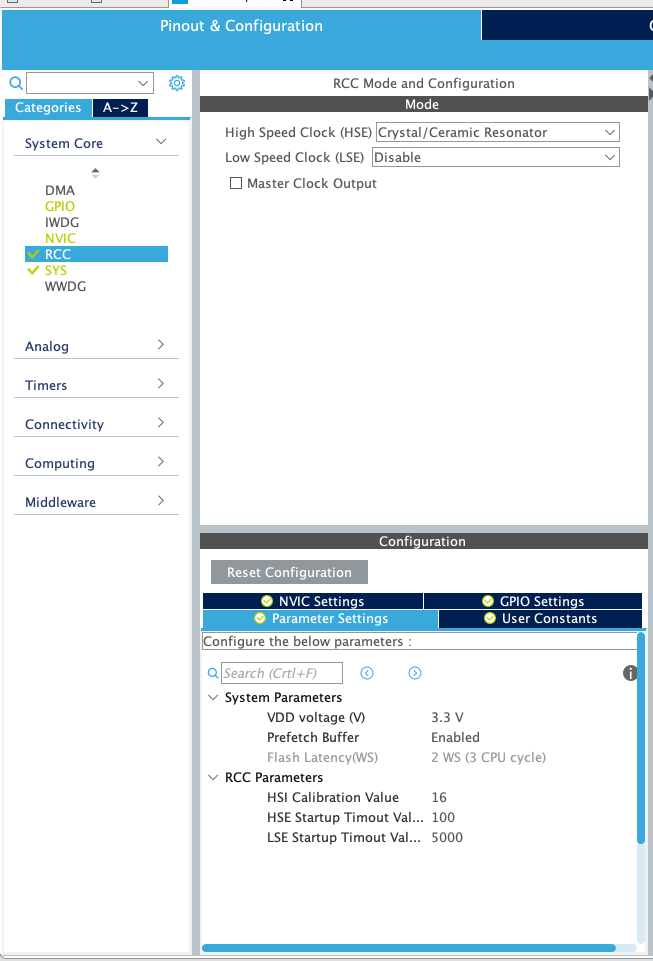 Pinout & Configuration
Categories
A->Z
System Core
DMA
GPIO
IWDG
NVIC
RCC
SYS
WWDG
Analog
Timers
Connectivity
Computing
Middleware
RCC Mode and Configuration
Mode
High Speed Clock (HSE) Crystal/Ceramic Resonator
Low Speed Clock (LSE) Disable
Master Clock Output
Configuration
Reset Configuration
NVIC Settings
GPIO Settings
Parameter Settings
User Constants
Configure the below parameters :
Search (Crtl+F)
System Parameters
VDD voltage (V) 3.3 V
Prefetch Buffer Enabled
Flash Latency(WS) 2 WS (3 CPU cycle)
RCC Parameters
HSI Calibration Value 16
HSE Startup Timout Val... 100
LSE Startup Timout Val... 5000